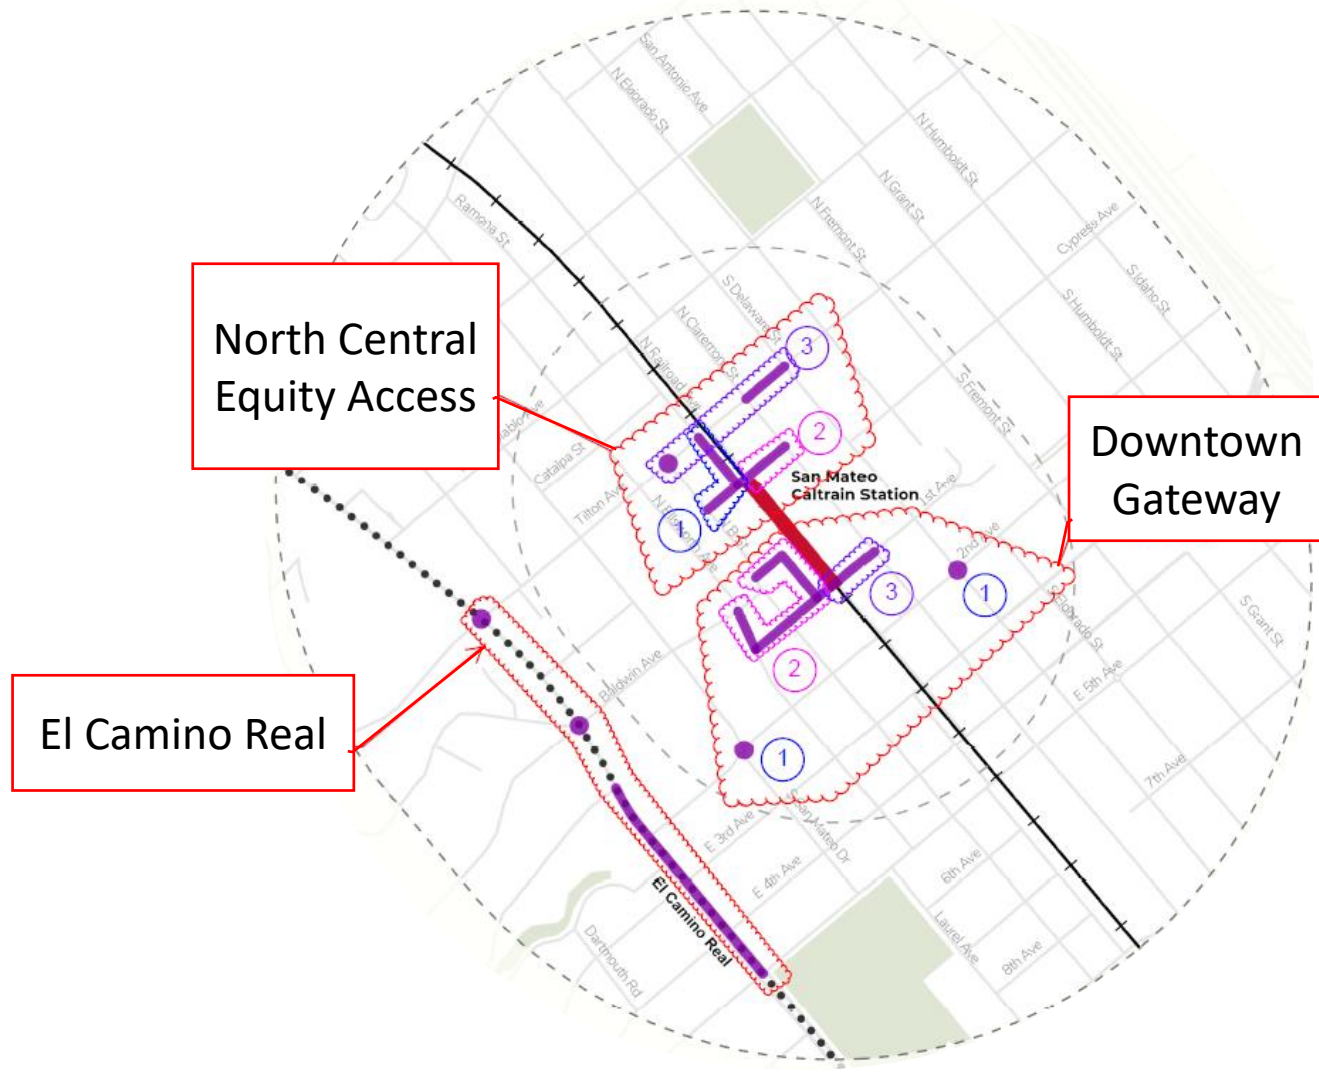 San Antonio Ave
N Eldorado St
N Humboldt St
N Grant St
N Fremont St
Cypress Ave
S Idaho St
S Humboldt St
Ramona St
S Delaware St
N Claremont St
N Railroad Ave
S Fremont St
North Central
Equity Access
3
2
1
Catalpa St
Tilton Ave
San Mateo
Caltrain Station
1st Ave
2nd Ave
Downtown
Gateway
3
1
2
1
S Eldorado St
S Grant St
E 5th Ave
7th Ave
Baldwin Ave
El Camino Real
S San Mateo Dr
E 3rd Ave
E 4th Ave
6th Ave
Laurel Ave
8th Ave
El Camino Real
Dartmouth Rd